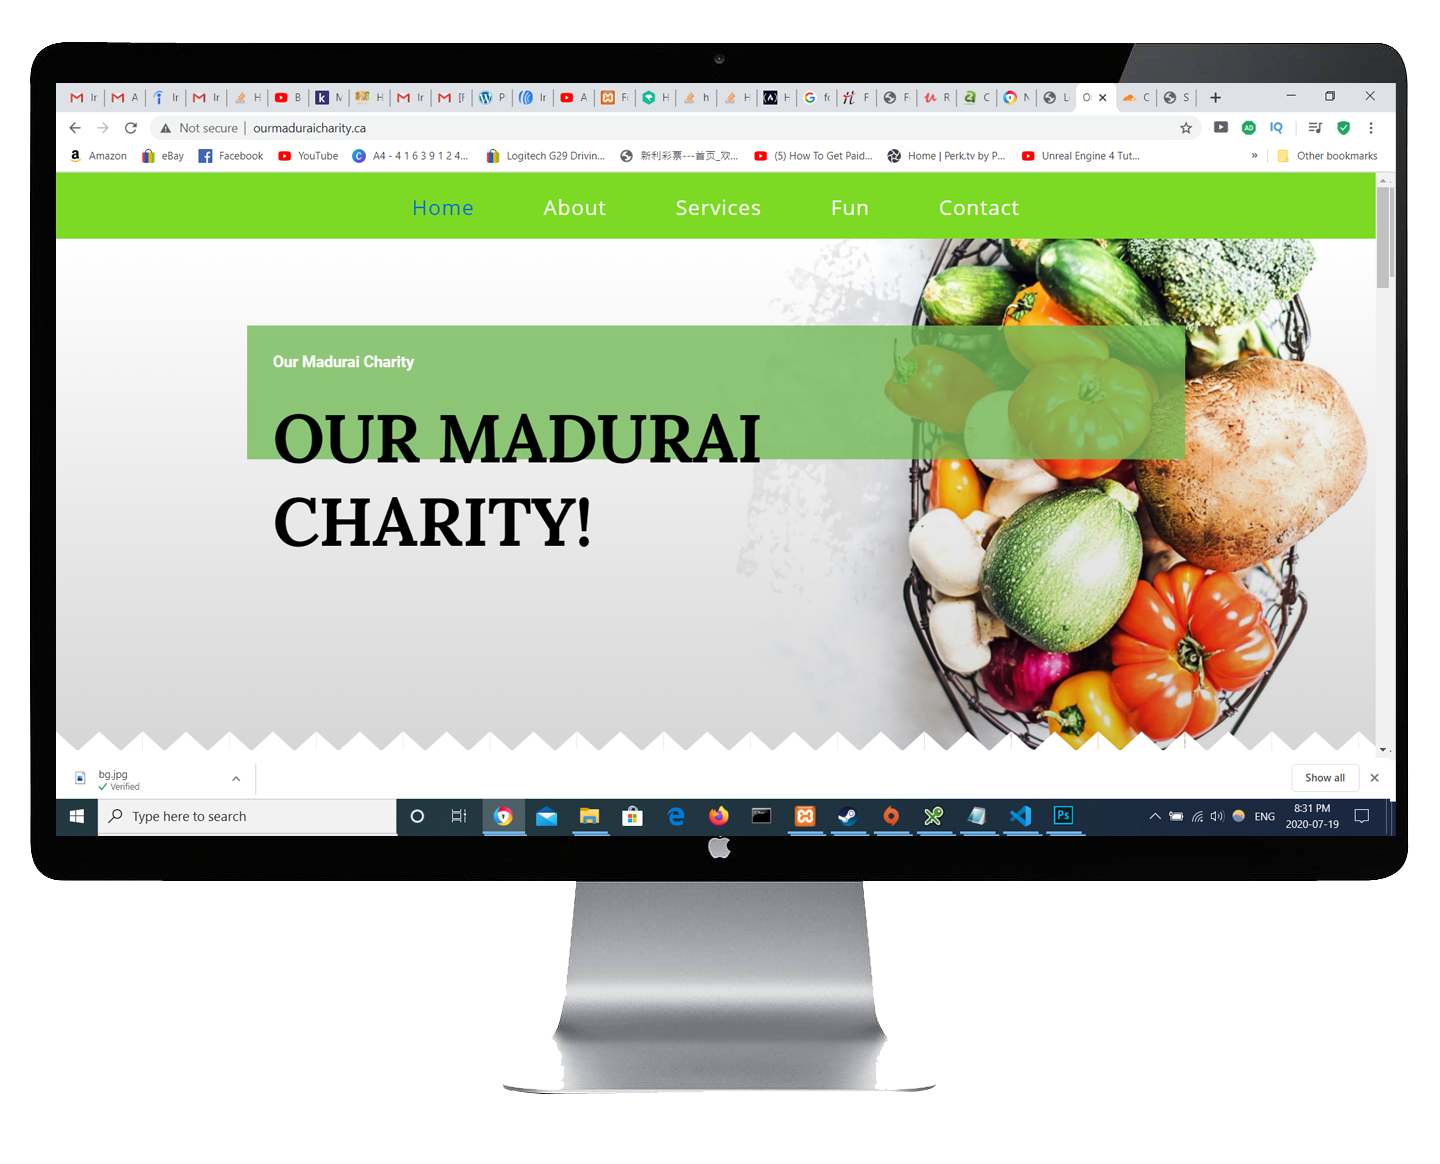 Ir
A
Ir
Ir
H
B
k
M
H
Ir
[F
P
Ir
A
F
H
h
H
H
fc
F
F
R
C
N
L
O
C
S
Not secure | ourmaduraicharity.ca
AD
IQ
Amazon
eBay
Facebook
YouTube
A4 - 4 1 6 3 9 1 2 4...
Logitech G29 Drivin...
新利彩票---首页_欢...
(5) How To Get Paid...
Home | Perk.tv by P...
Unreal Engine 4 Tut...
»
Other bookmarks
Home
About
Services
Fun
Contact
Our Madurai Charity
OUR MADURAI
CHARITY!
bg.jpg
Verified
Show all
Type here to search
Ps
ENG
8:31 PM
2020-07-19